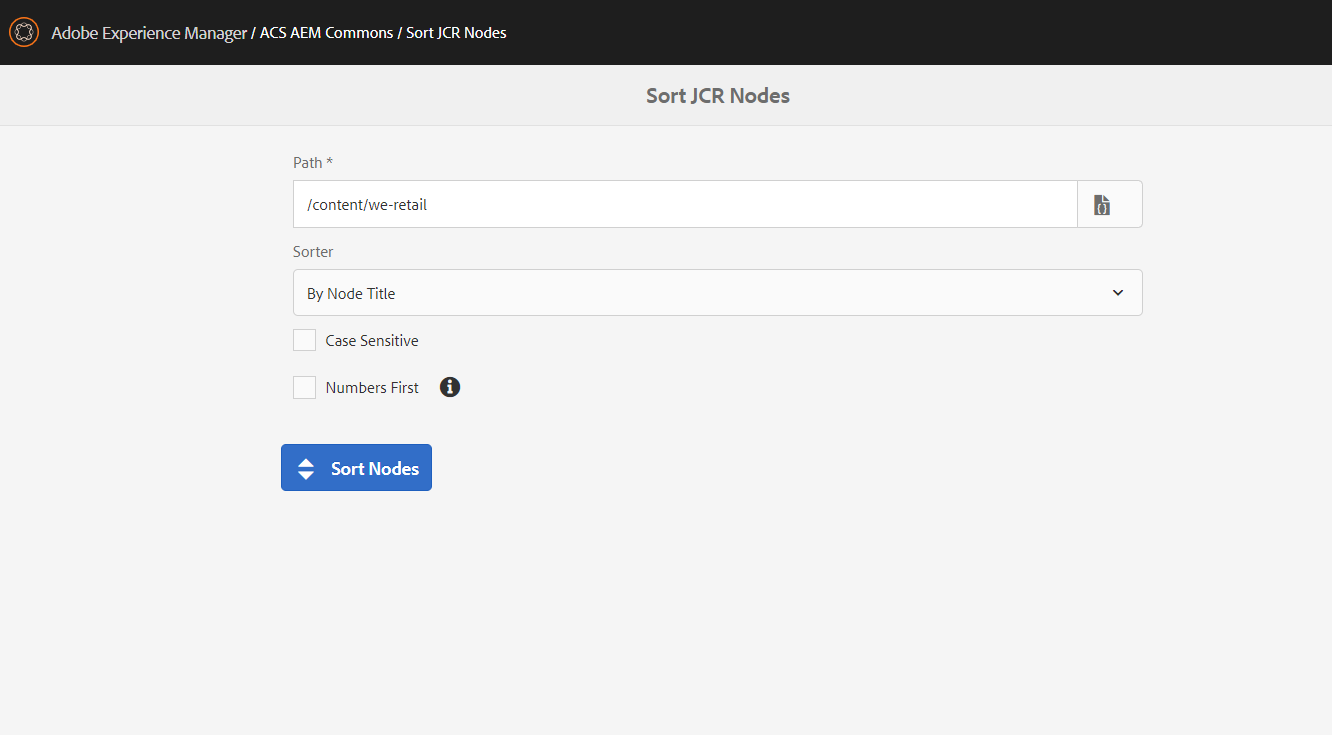 Adobe Experience Manager / ACS AEM Commons / Sort JCR Nodes
Sort JCR Nodes
Path *
/content/we-retail
Sorter
By Node Title
Case Sensitive
Numbers First
Sort Nodes